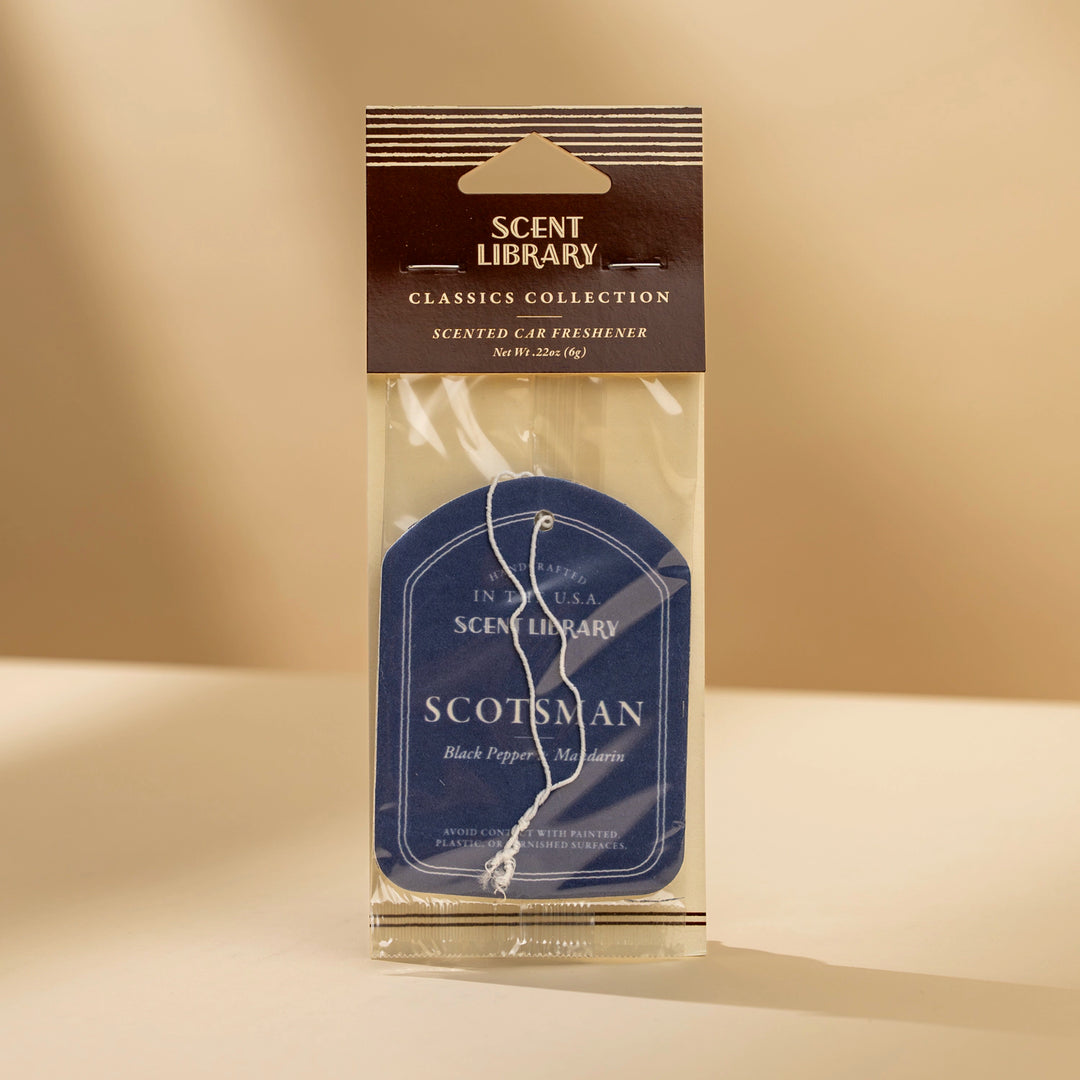 SCENT
LIBRARY
CLASSICS COLLECTION
SCENTED CAR FRESHENER
Net Wt .22oz (6g)
HANDCRAFTED
IN THE U.S.A.
SCENT LIBRARY
SCOTSMAN
Black Pepper & Mandarin
AVOID CONTACT WITH PAINTED,
PLASTIC, OR VARNISHED SURFACES.